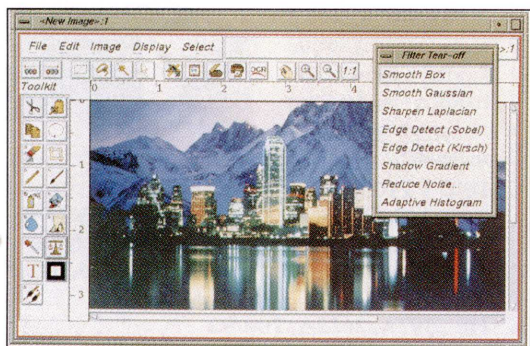 <New Image>:1
File Edit Image Display Select
>:1
OCR
1:1
Toolkit
0 1 2 3 4
0
1
2
3
T
Filter Tear-off
Smooth Box
Smooth Gaussian
Sharpen Laplacian
Edge Detect (Sobel)
Edge Detect (Kirsch)
Shadow Gradient
Reduce Noise...
Adaptive Histogram